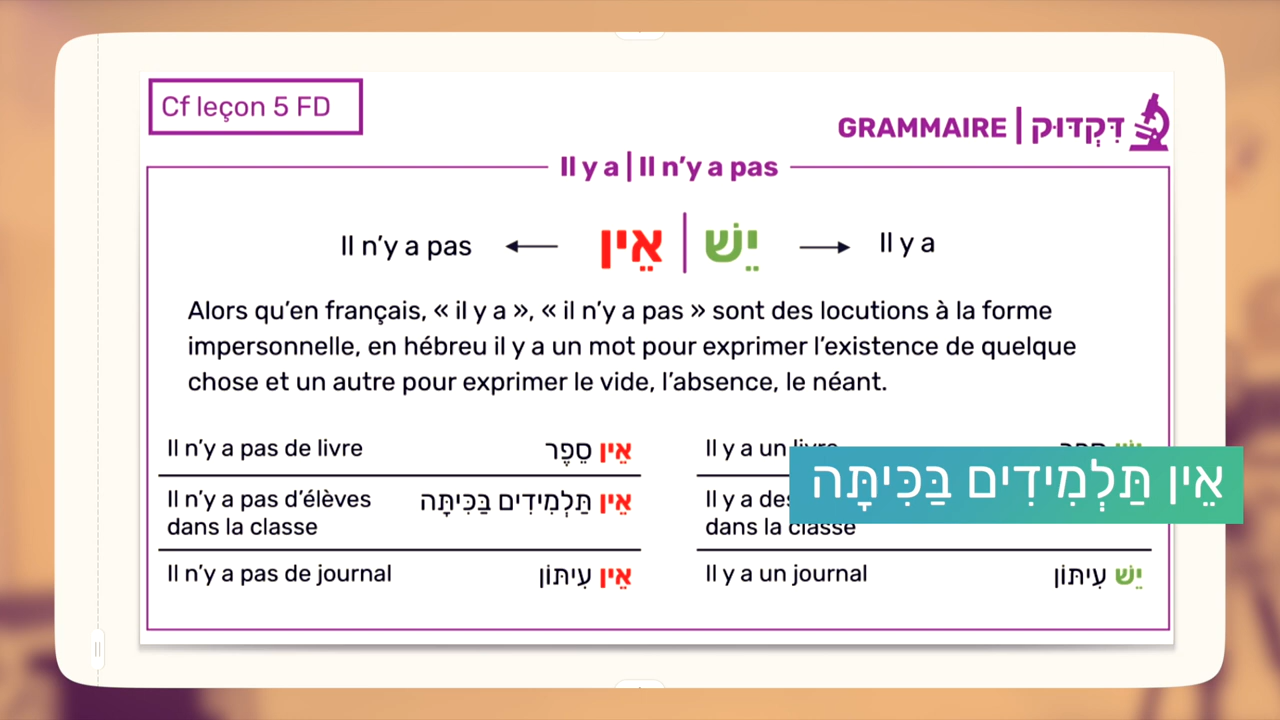 Cf leçon 5 FD
GRAMMAIRE | דִּקְדּוּק
Il y a | Il n’y a pas
Il n’y a pas אֵין | יֵשׁ Il y a
Alors qu’en français, « il y a », « il n’y a pas » sont des locutions à la forme
impersonnelle, en hébreu il y a un mot pour exprimer l’existence de quelque
chose et un autre pour exprimer le vide, l’absence, le néant.
Il n’y a pas de livre
אֵין סֵפֶר
Il n’y a pas d’élèves
dans la classe
אֵין תַּלְמִידִים בַּכִּיתָּה
Il n’y a pas de journal
אֵין עִיתּוֹן
Il y a un livre
Il y a des
dans la classe
Il y a un journal
יֵשׁ עִיתּוֹן
אֵין תַּלְמִידִים בַּכִּיתָּה